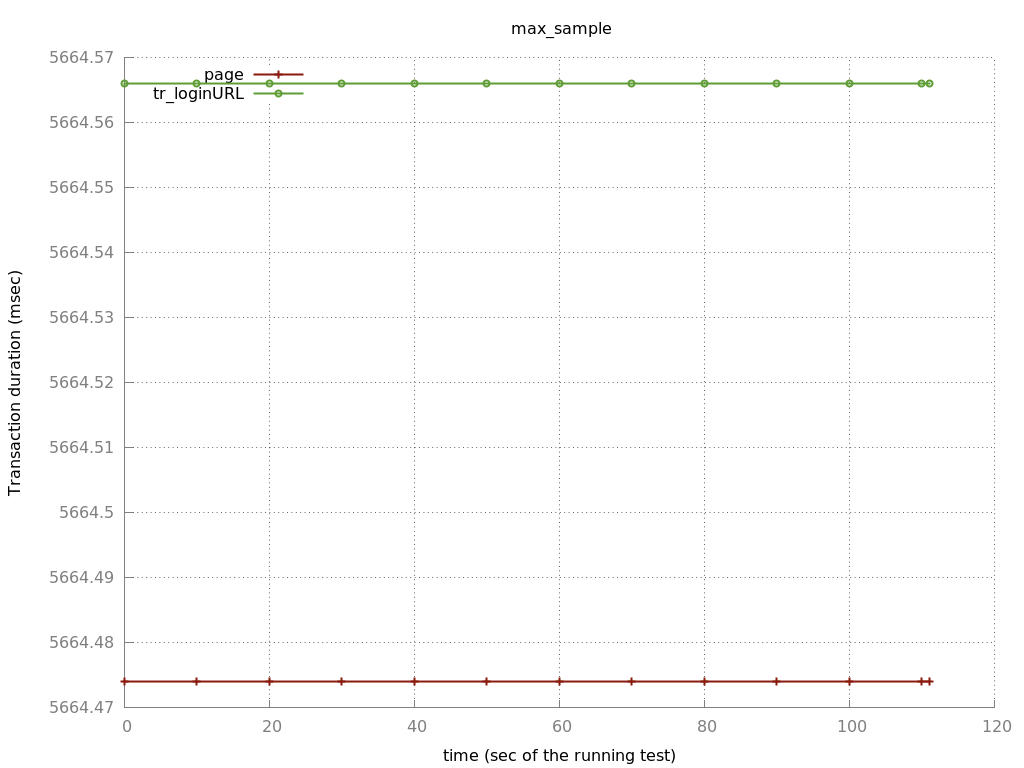 max_sample
5664.57
page
tr_loginURL
5664.56
5664.55
5664.54
5664.53
5664.52
5664.51
5664.5
5664.49
5664.48
5664.47
Transaction duration (msec)
0 20 40 60 80 100 120
time (sec of the running test)